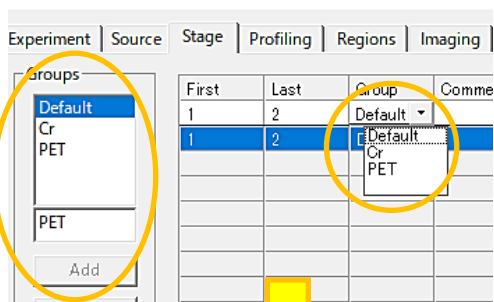 Experiment Source Stage Profiling Regions Imaging
Groups
Default
Cr
PET
PET
Add
First Last Group Comme
1 2 Default
1 2
Default
Cr
PET